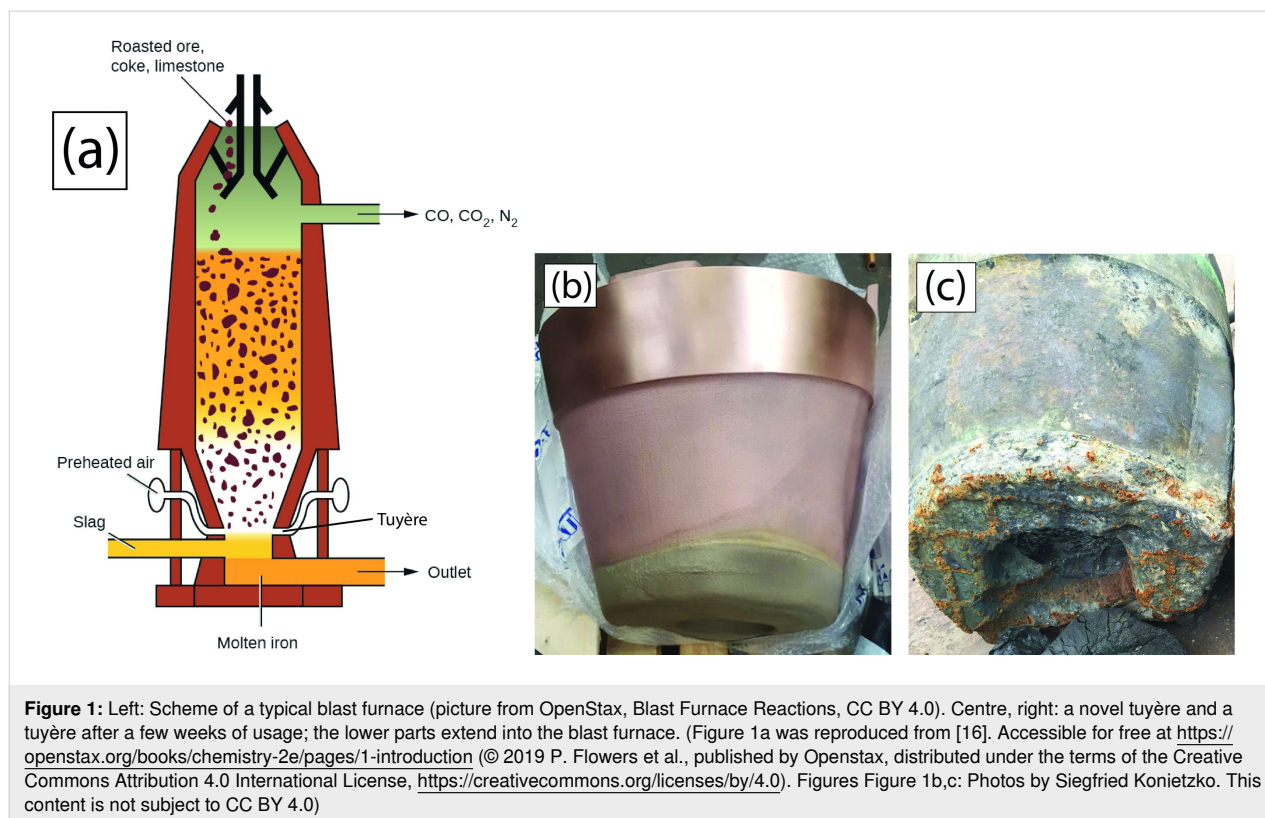 Roasted ore,
coke, limestone
(a)
CO, CO₂, N₂
(b)
(c)
Preheated air
Slag
Tuyère
Outlet
Molten iron
Figure 1: Left: Scheme of a typical blast furnace (picture from OpenStax, Blast Furnace Reactions, CC BY 4.0). Centre, right: a novel tuyère and a
tuyère after a few weeks of usage; the lower parts extend into the blast furnace. (Figure 1a was reproduced from [16]. Accessible for free at https://
openstax.org/books/chemistry-2e/pages/1-introduction (© 2019 P. Flowers et al., published by Openstax, distributed under the terms of the Creative
Commons Attribution 4.0 International License, https://creativecommons.org/licenses/by/4.0). Figures Figure 1b,c: Photos by Siegfried Konietzko. This
content is not subject to CC BY 4.0)